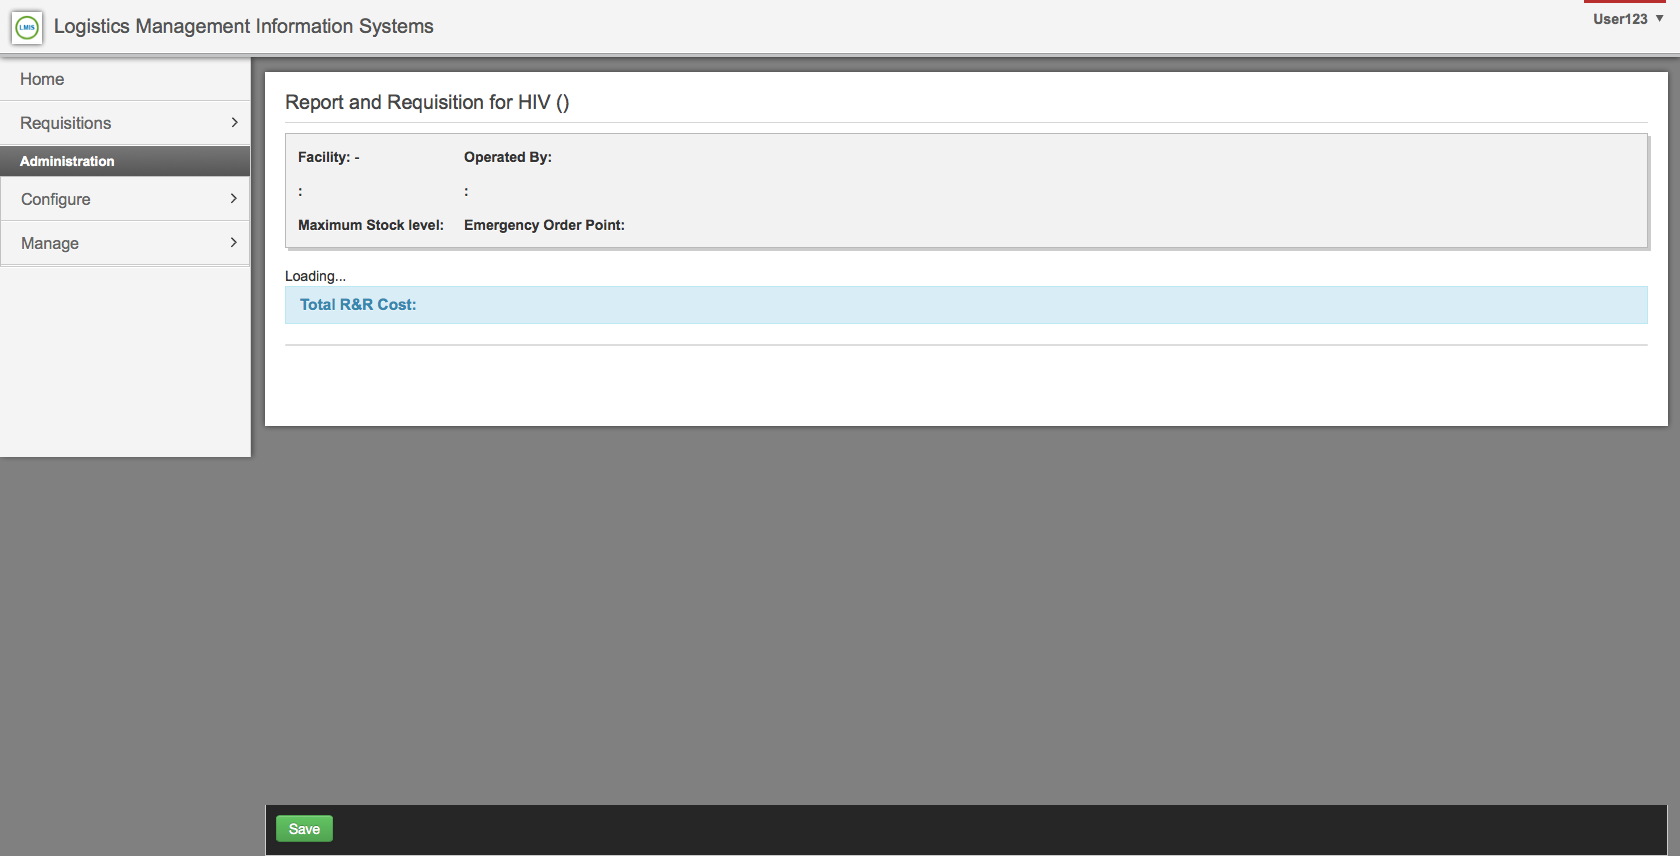 LMIS
Logistics Management Information Systems
User123 ▼
Home
Requisitions
Administration
Configure
Manage
Report and Requisition for HIV ()
Facility: - Operated By:
: :
Maximum Stock level: Emergency Order Point:
Loading...
Total R&R Cost:
Save